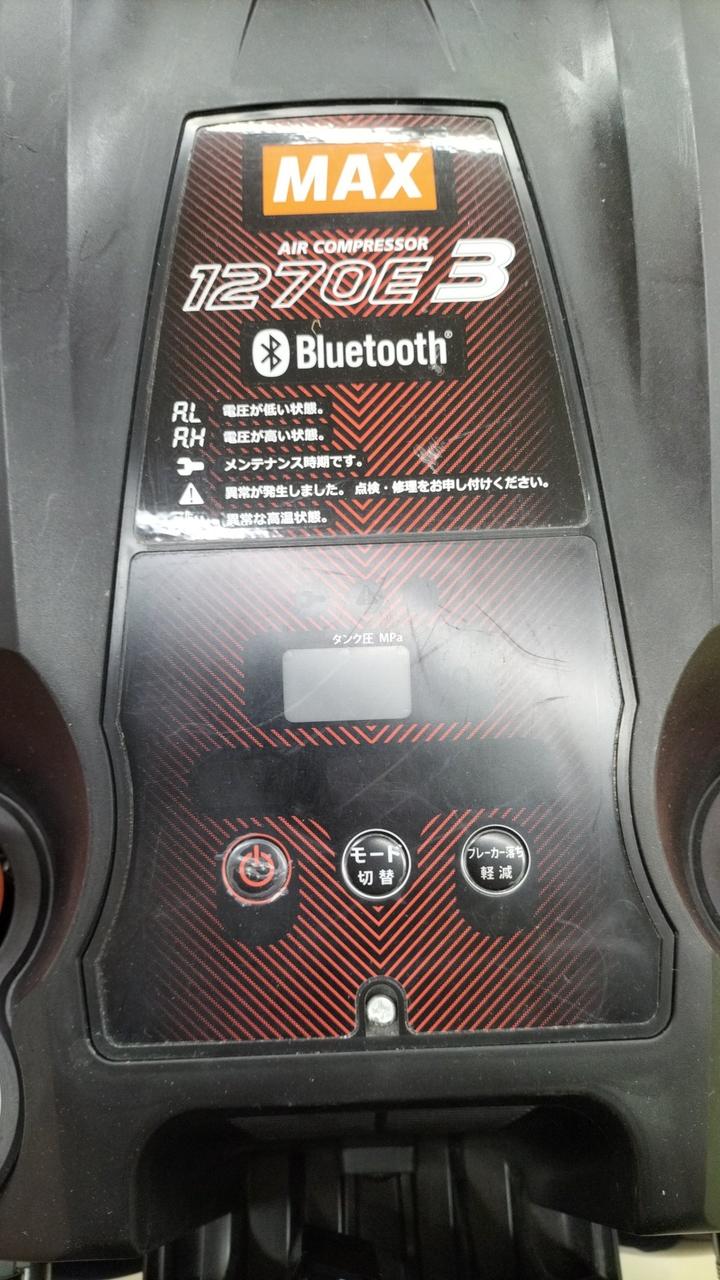 MAX
AIR COMPRESSOR
1270E3
Bluetooth®
AL 電圧が低い状態。
AH 電圧が高い状態。
メンテナンス時期です。
異常が発生しました。点検・修理をお申し付けください。
異常な高温状態。
タンク圧 MPa
モード
切替
ブレーカー落ち
軽減